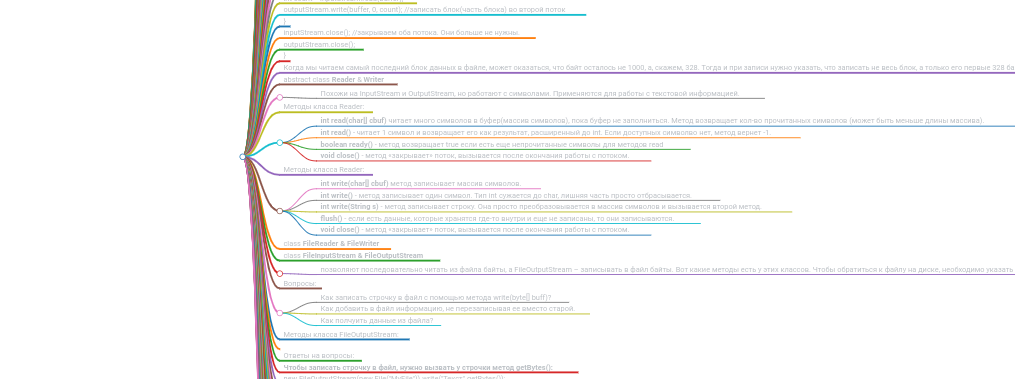 outputStream.write(buffer, 0, count); //записать блок(часть блока) во второй поток
}
inputStream.close(); //закрываем оба потока. Они больше не нужны.
outputStream.close();
}
Когда мы читаем самый последний блок данных в файле, может оказаться, что байт осталось не 1000, а, скажем, 328. Тогда и при записи нужно указать, что записать не весь блок, а только его первые 328 ба
abstract class Reader & Writer
Похожи на InputStream и OutputStream, но работают с символами. Применяются для работы с текстовой информацией.
Методы класса Reader:
int read(char[] cbuf) читает много символов в буфер(массив символов), пока буфер не заполниться. Метод возвращает кол-во прочитанных символов (может быть меньше длины массива).
int read() - читает 1 символ и возвращает его как результат, расширенный до int. Если доступных символво нет, метод вернет -1.
boolean ready() - метод возвращает true если есть еще непрочитанные символы для методов read
void close() - метод «закрывает» поток, вызывается после окончания работы с потоком.
Методы класса Reader:
int write(char[] cbuf) метод записывает массив символов.
int write() - метод записывает один символ. Тип int сужается до char, лишняя часть просто отбрасывается.
int write(String s) - метод записывает строку. Она просто преобразовывается в массив символов и вызывается второй метод.
flush() - если есть данные, которые хранятся где-то внутри и еще не записаны, то они записываются.
void close() - метод «закрывает» поток, вызывается после окончания работы с потоком.
class FileReader & FileWriter
class FileInputStream & FileOutputStream
позволяют последовательно читать из файла байты, а FileOutputStream – записывать в файл байты. Вот какие методы есть у этих классов. Чтобы обратиться к файлу на диске, необходимо указать
Вопросы:
Как записать строчку в файл с помощью метода write(byte[] buff)?
Как добавить в файл информацию, не перезаписывая её вместо старой
Как получить данные из файла?
Методы класса FileOutputStream:
Ответы на вопросы:
Чтобы записать строчку в файл, нужно вызвать у строчки метод getBytes():
new FileOutputStream(new File("MyFile")).write("Текст".getBytes());